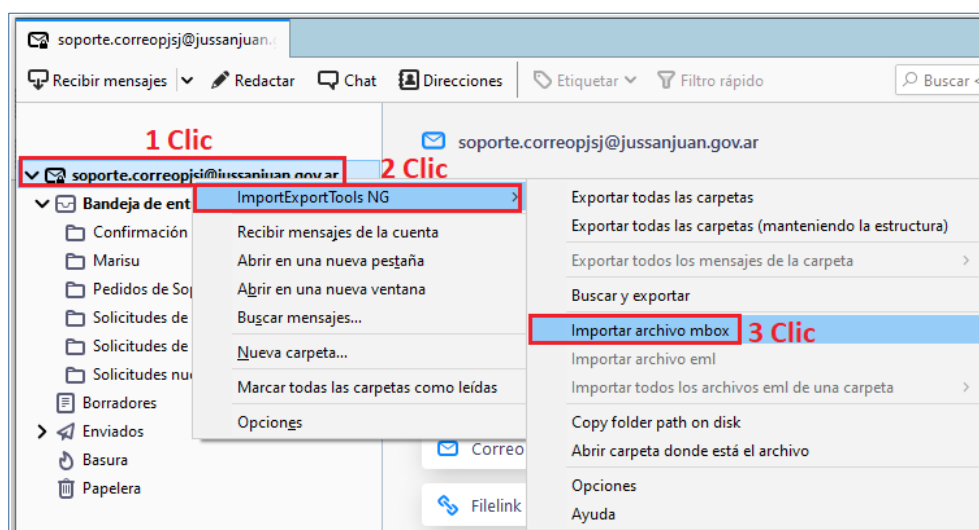 soporte.correopjsj@jussanjuan.
Recibir mensajes Redactar Chat Direcciones Etiquetar Filtro rápido Buscar <
1 Clic
soporte.correopjsj@jussanjuan.gov.ar
soporte.correopjsj@jussanjuan.gov.ar
2 Clic
Bandeja de ent
Confirmación
Marisu
Pedidos de Sop
Solicitudes de
Solicitudes de
Solicitudes nu
Borradores
Enviados
Basura
Papelera
ImportExportTools NG
Recibir mensajes de la cuenta
Abrir en una nueva pestaña
Abrir en una nueva ventana
Buscar mensajes...
Nueva carpeta...
Marcar todas las carpetas como leídas
Opciones
Exportar todas las carpetas
Exportar todas las carpetas (manteniendo la estructura)
Exportar todos los mensajes de la carpeta
Buscar y exportar
Importar archivo mbox
3 Clic
Importar archivo eml
Importar todos los archivos eml de una carpeta
Copy folder path on disk
Abrir carpeta donde está el archivo
Opciones
Ayuda
Correo
Filelink